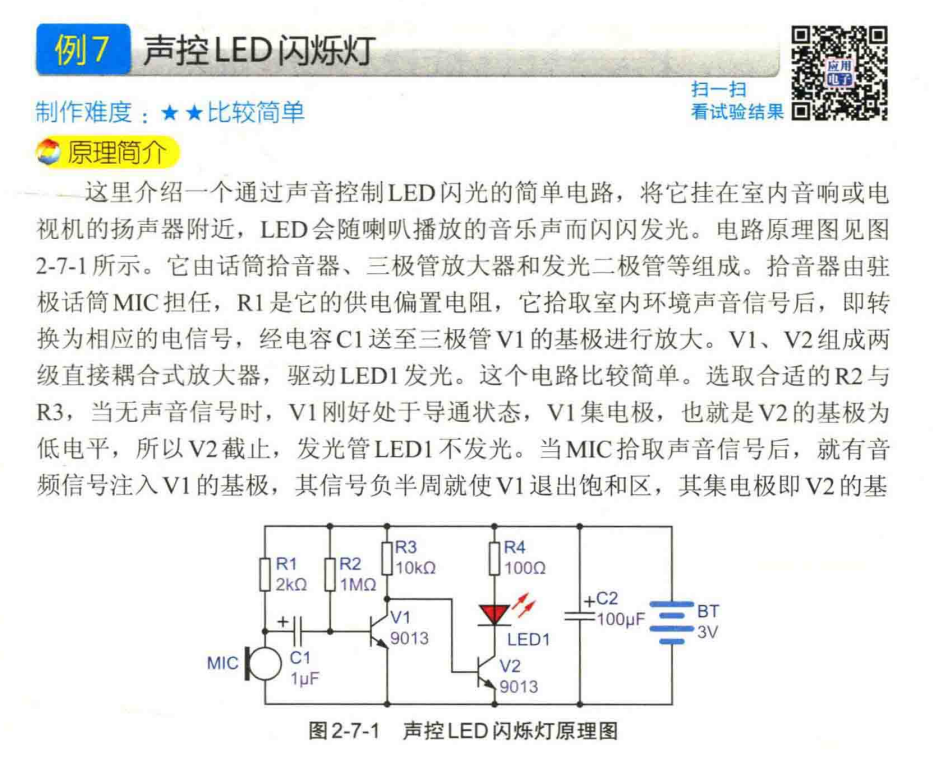 例7 声控LED闪烁灯
应用
电子
扫一扫
看试验结果
制作难度：★★比较简单
原理简介
这里介绍一个通过声音控制LED闪光的简单电路，将它挂在室内音响或电
视机的扬声器附近，LED会随喇叭播放的音乐声而闪闪发光。电路原理图见图
2-7-1所示。它由话筒拾音器、三极管放大器和发光二极管等组成。拾音器由驻
极话筒MIC担任，R1是它的供电偏置电阻，它拾取室内环境声音信号后，即转
换为相应的电信号，经电容C1送至三极管V1的基极进行放大。V1、V2组成两
级直接耦合式放大器，驱动LED1发光。这个电路比较简单。选取合适的R2与
R3，当无声音信号时，V1刚好处于导通状态，V1集电极，也就是V2的基极为
低电平，所以V2截止，发光管LED1不发光。当MIC拾取声音信号后，就有音
频信号注入V1的基极，其信号负半周就使V1退出饱和区，其集电极即V2的基
R1
2kΩ
R2
1MΩ
R3
10kΩ
R4
100Ω
+
C1
1μF
MIC
V1
9013
LED1
V2
9013
+C2
100μF
BT
3V
图2-7-1 声控LED闪烁灯原理图